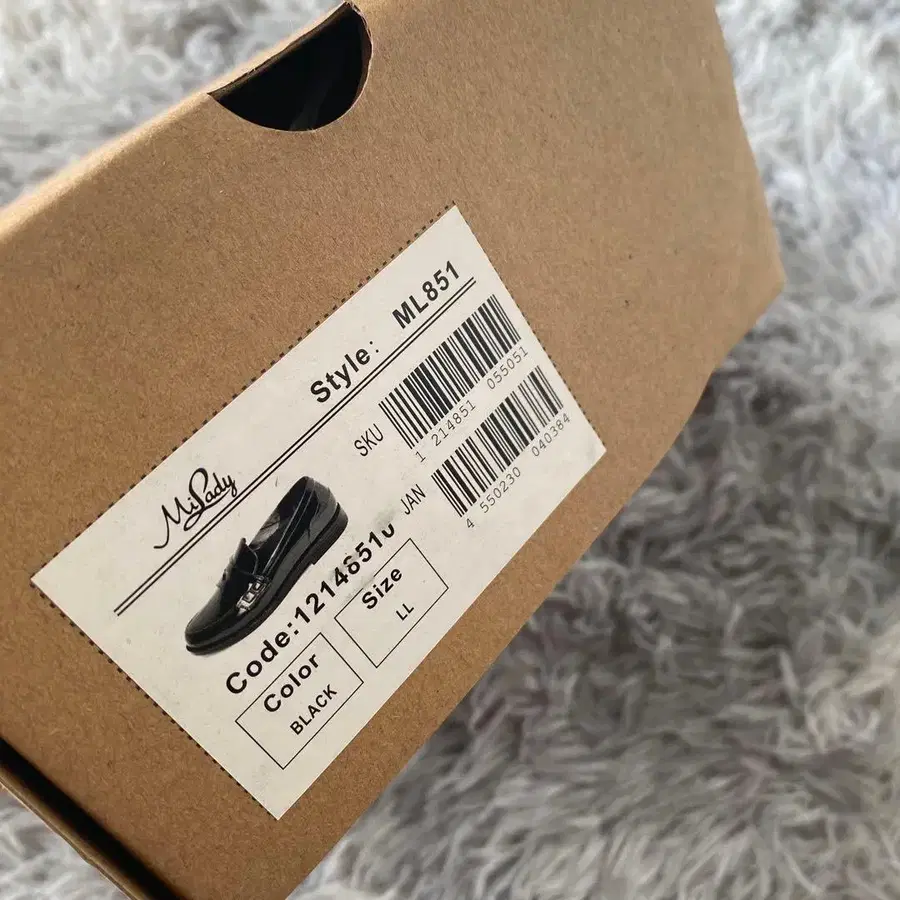 Style: ML851
MiLady
SKU
1 214851 055051
JAN
4 550230 040384
Code:12148510
Color
BLACK
Size
LL